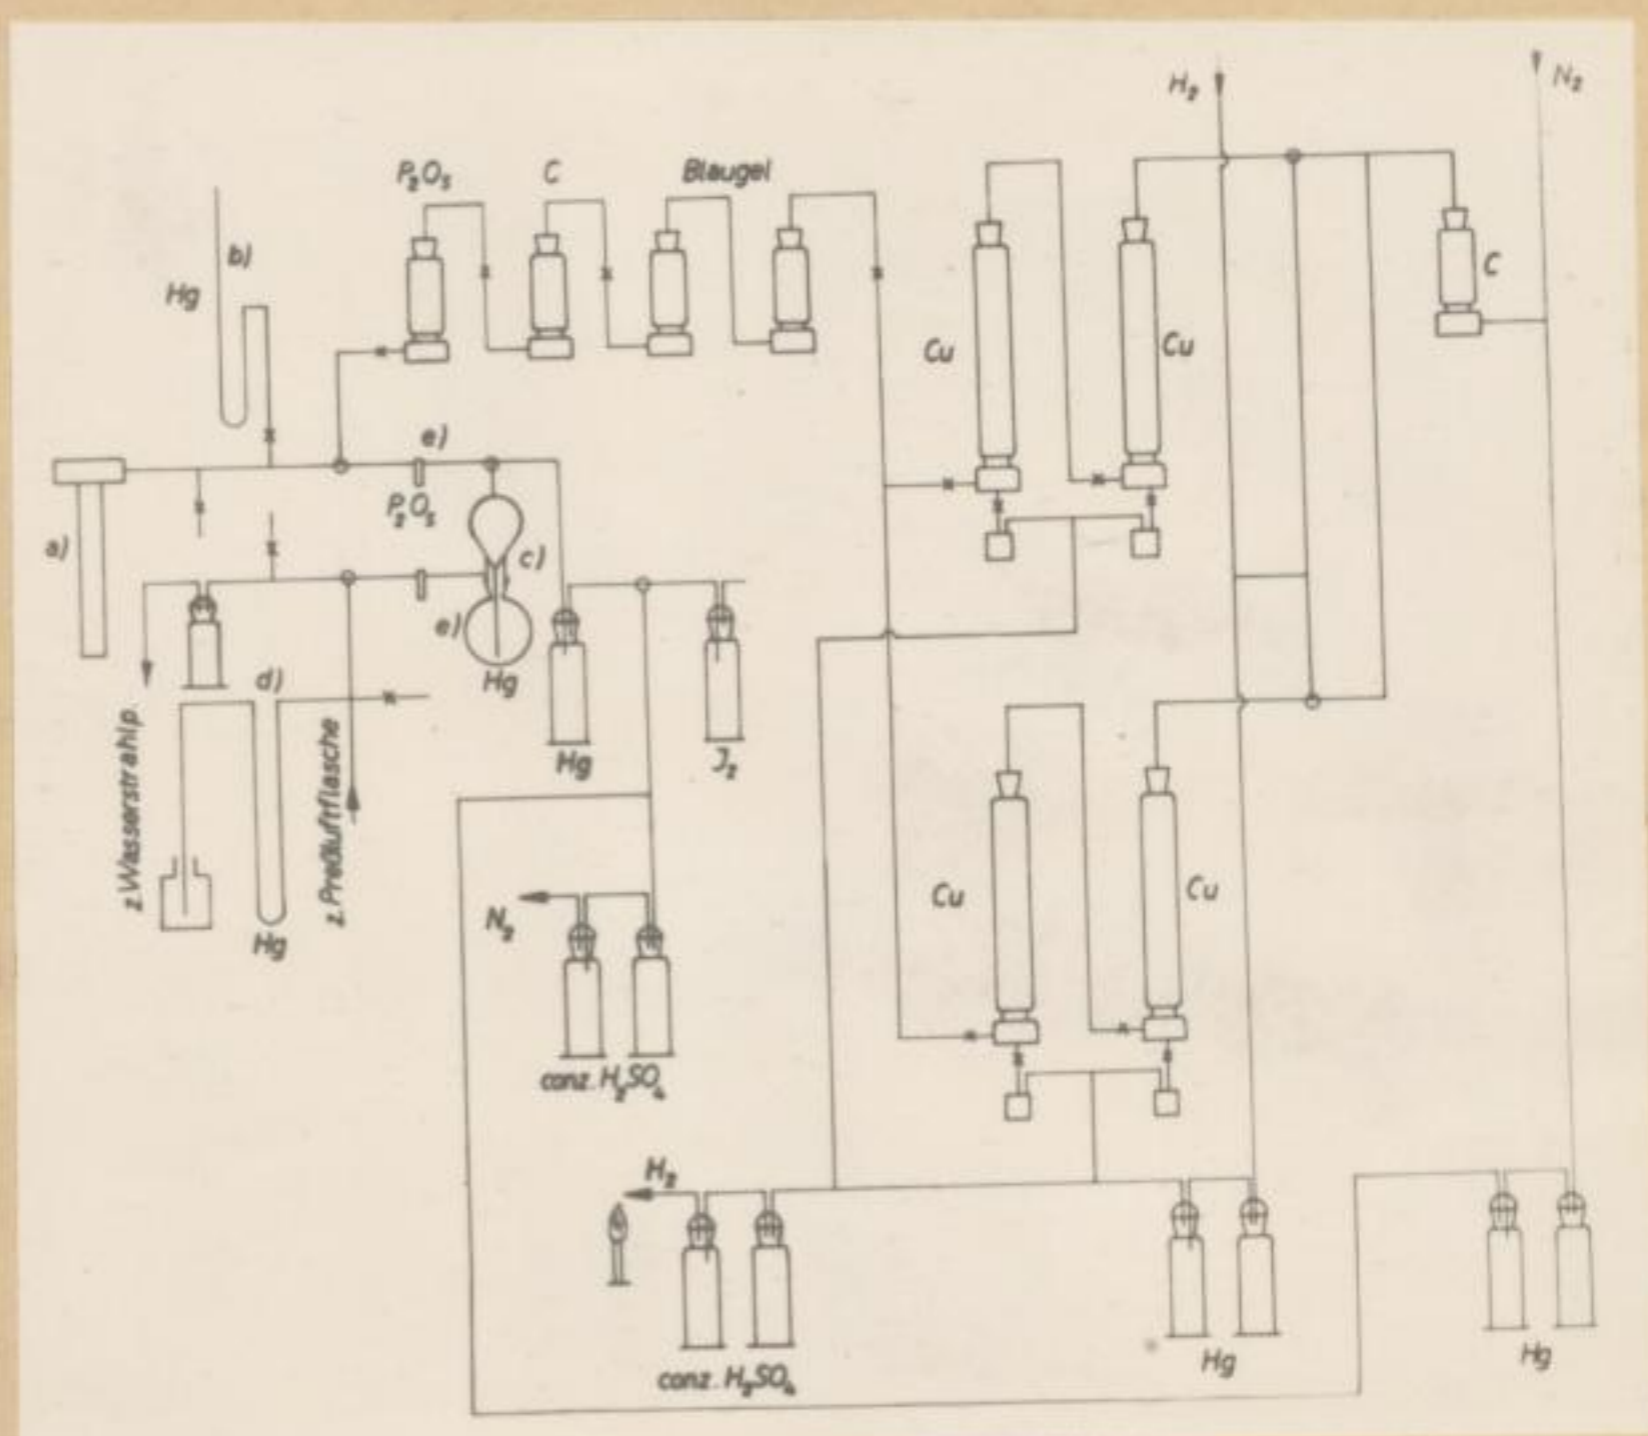 H₂
N₂
P₂O₅
C
Blaugel
b)
Hg
C
Cu
Cu
e)
P₂O₅
a)
c)
e)
Hg
d)
Hg
J₂
z.Wasserstrahlp.
z.Preßluftflasche
Hg
N₂
Cu
Cu
conz. H₂SO₄
H₂
conz. H₂SO₄
Hg
Hg